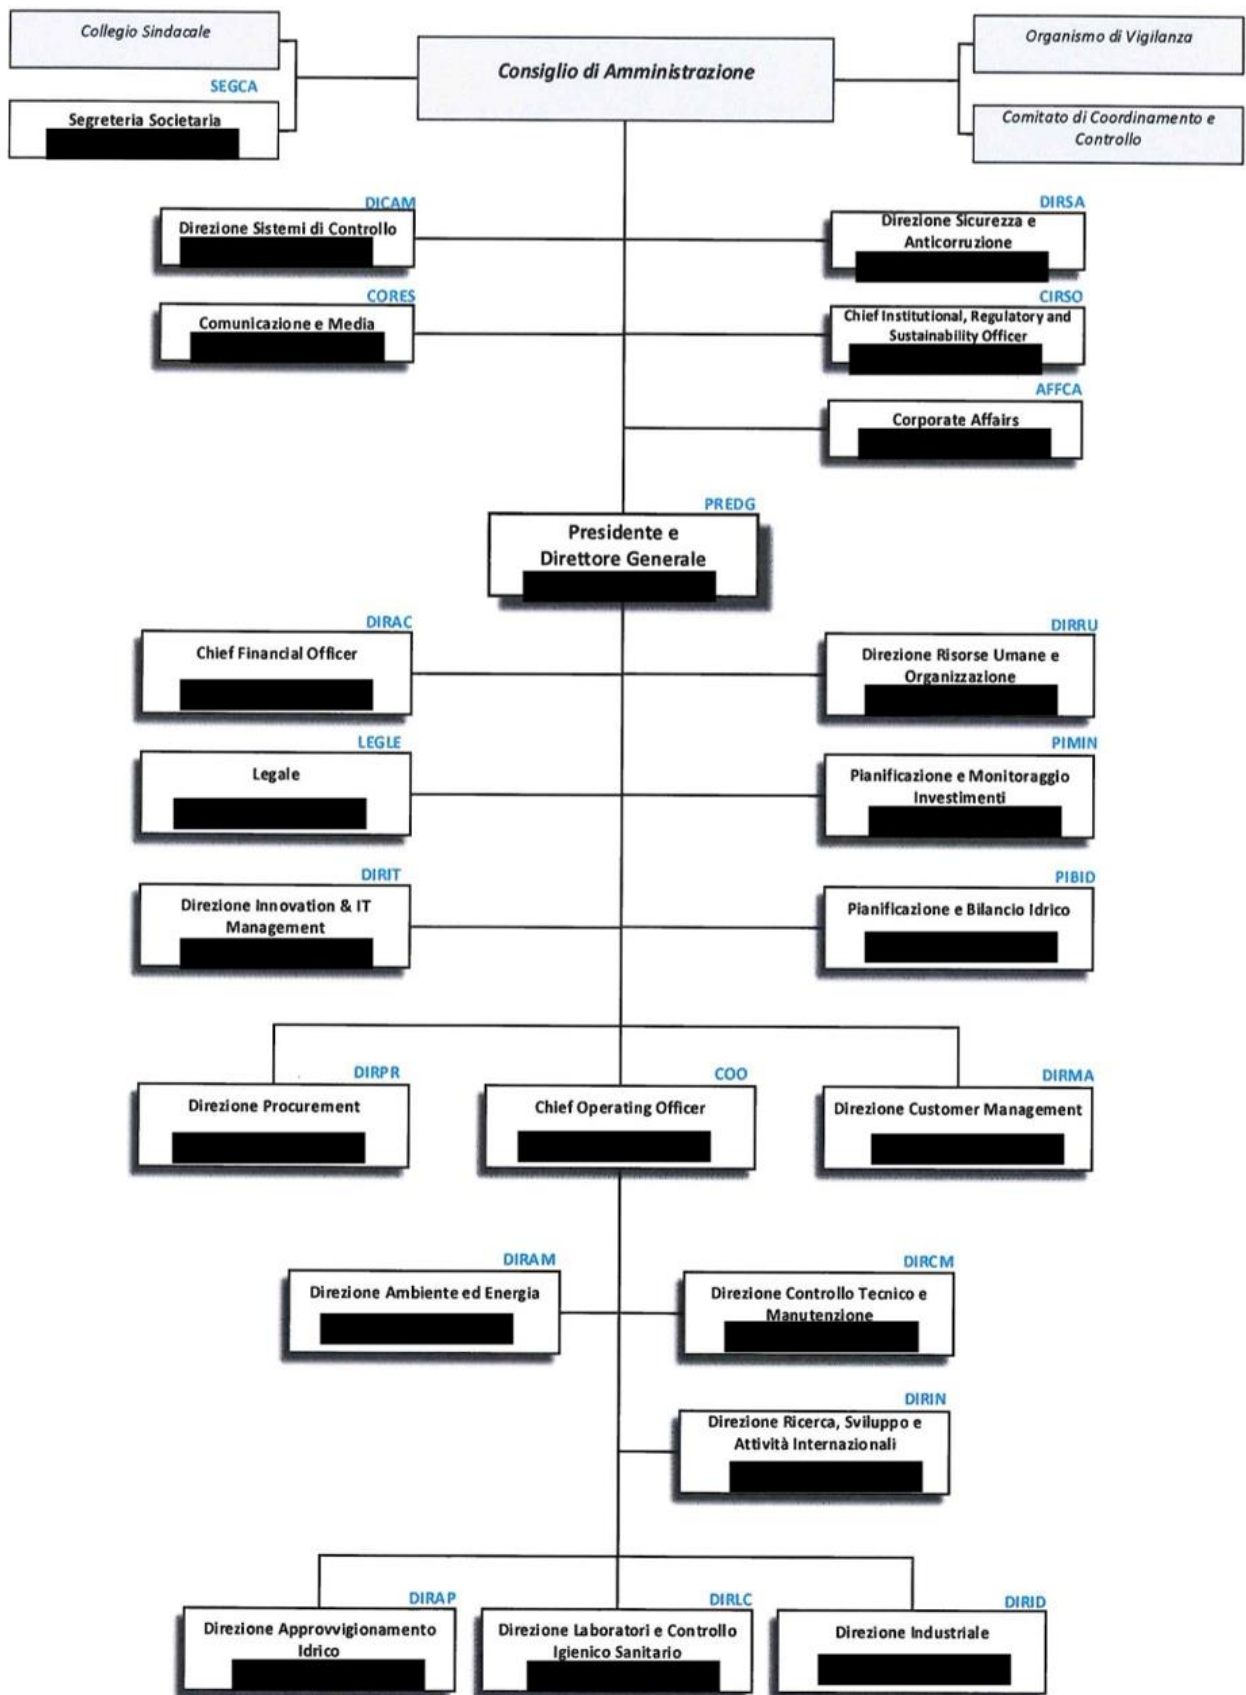 Collegio Sindacale
Consiglio di Amministrazione
Organismo di Vigilanza
SEGCA
Segreteria Societaria
Comitato di Coordinamento e
Controllo
DICAM
Direzione Sistemi di Controllo
DIRSA
Direzione Sicurezza e
Anticorruzione
CORES
Comunicazione e Media
CIRSO
Chief Institutional, Regulatory and
Sustainability Officer
AFFCA
Corporate Affairs
PREDG
Presidente e
Direttore Generale
DIRAC
Chief Financial Officer
DIRRU
Direzione Risorse Umane e
Organizzazione
LEGLE
Legale
PIMIN
Pianificazione e Monitoraggio
Investimenti
DIRIT
Direzione Innovation & IT
Management
PIBID
Pianificazione e Bilancio Idrico
DIRPR
Direzione Procurement
COO
Chief Operating Officer
DIRMA
Direzione Customer Management
DIRAM
Direzione Ambiente ed Energia
DIRCM
Direzione Controllo Tecnico e
Manutenzione
DIRIN
Direzione Ricerca, Sviluppo e
Attività Internazionali
DIRAP
Direzione Approvvigionamento
Idrico
DIRLC
Direzione Laboratori e Controllo
Igienico Sanitario
DIRID
Direzione Industriale